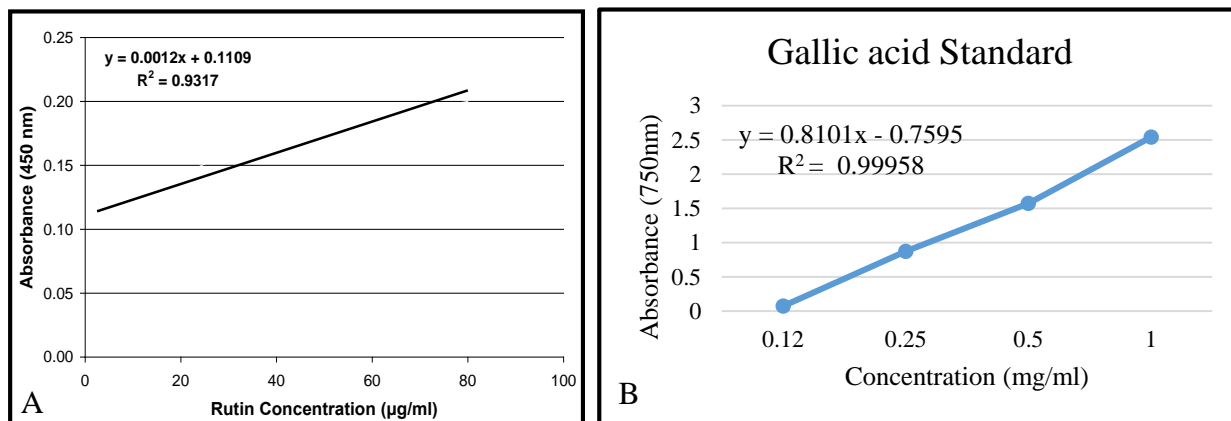 y = 0.0012x + 0.1109
R² = 0.9317
0.25
0.20
0.15
0.10
0.05
0.00
Absorbance (450 nm)
0 20 40 60 80 100
Rutin Concentration (µg/ml)
A
Gallic acid Standard
y = 0.8101x - 0.7595
R² = 0.99958
3
2.5
2
1.5
1
0.5
0
Absorbance (750nm)
0.12 0.25 0.5 1
Concentration (mg/ml)
B